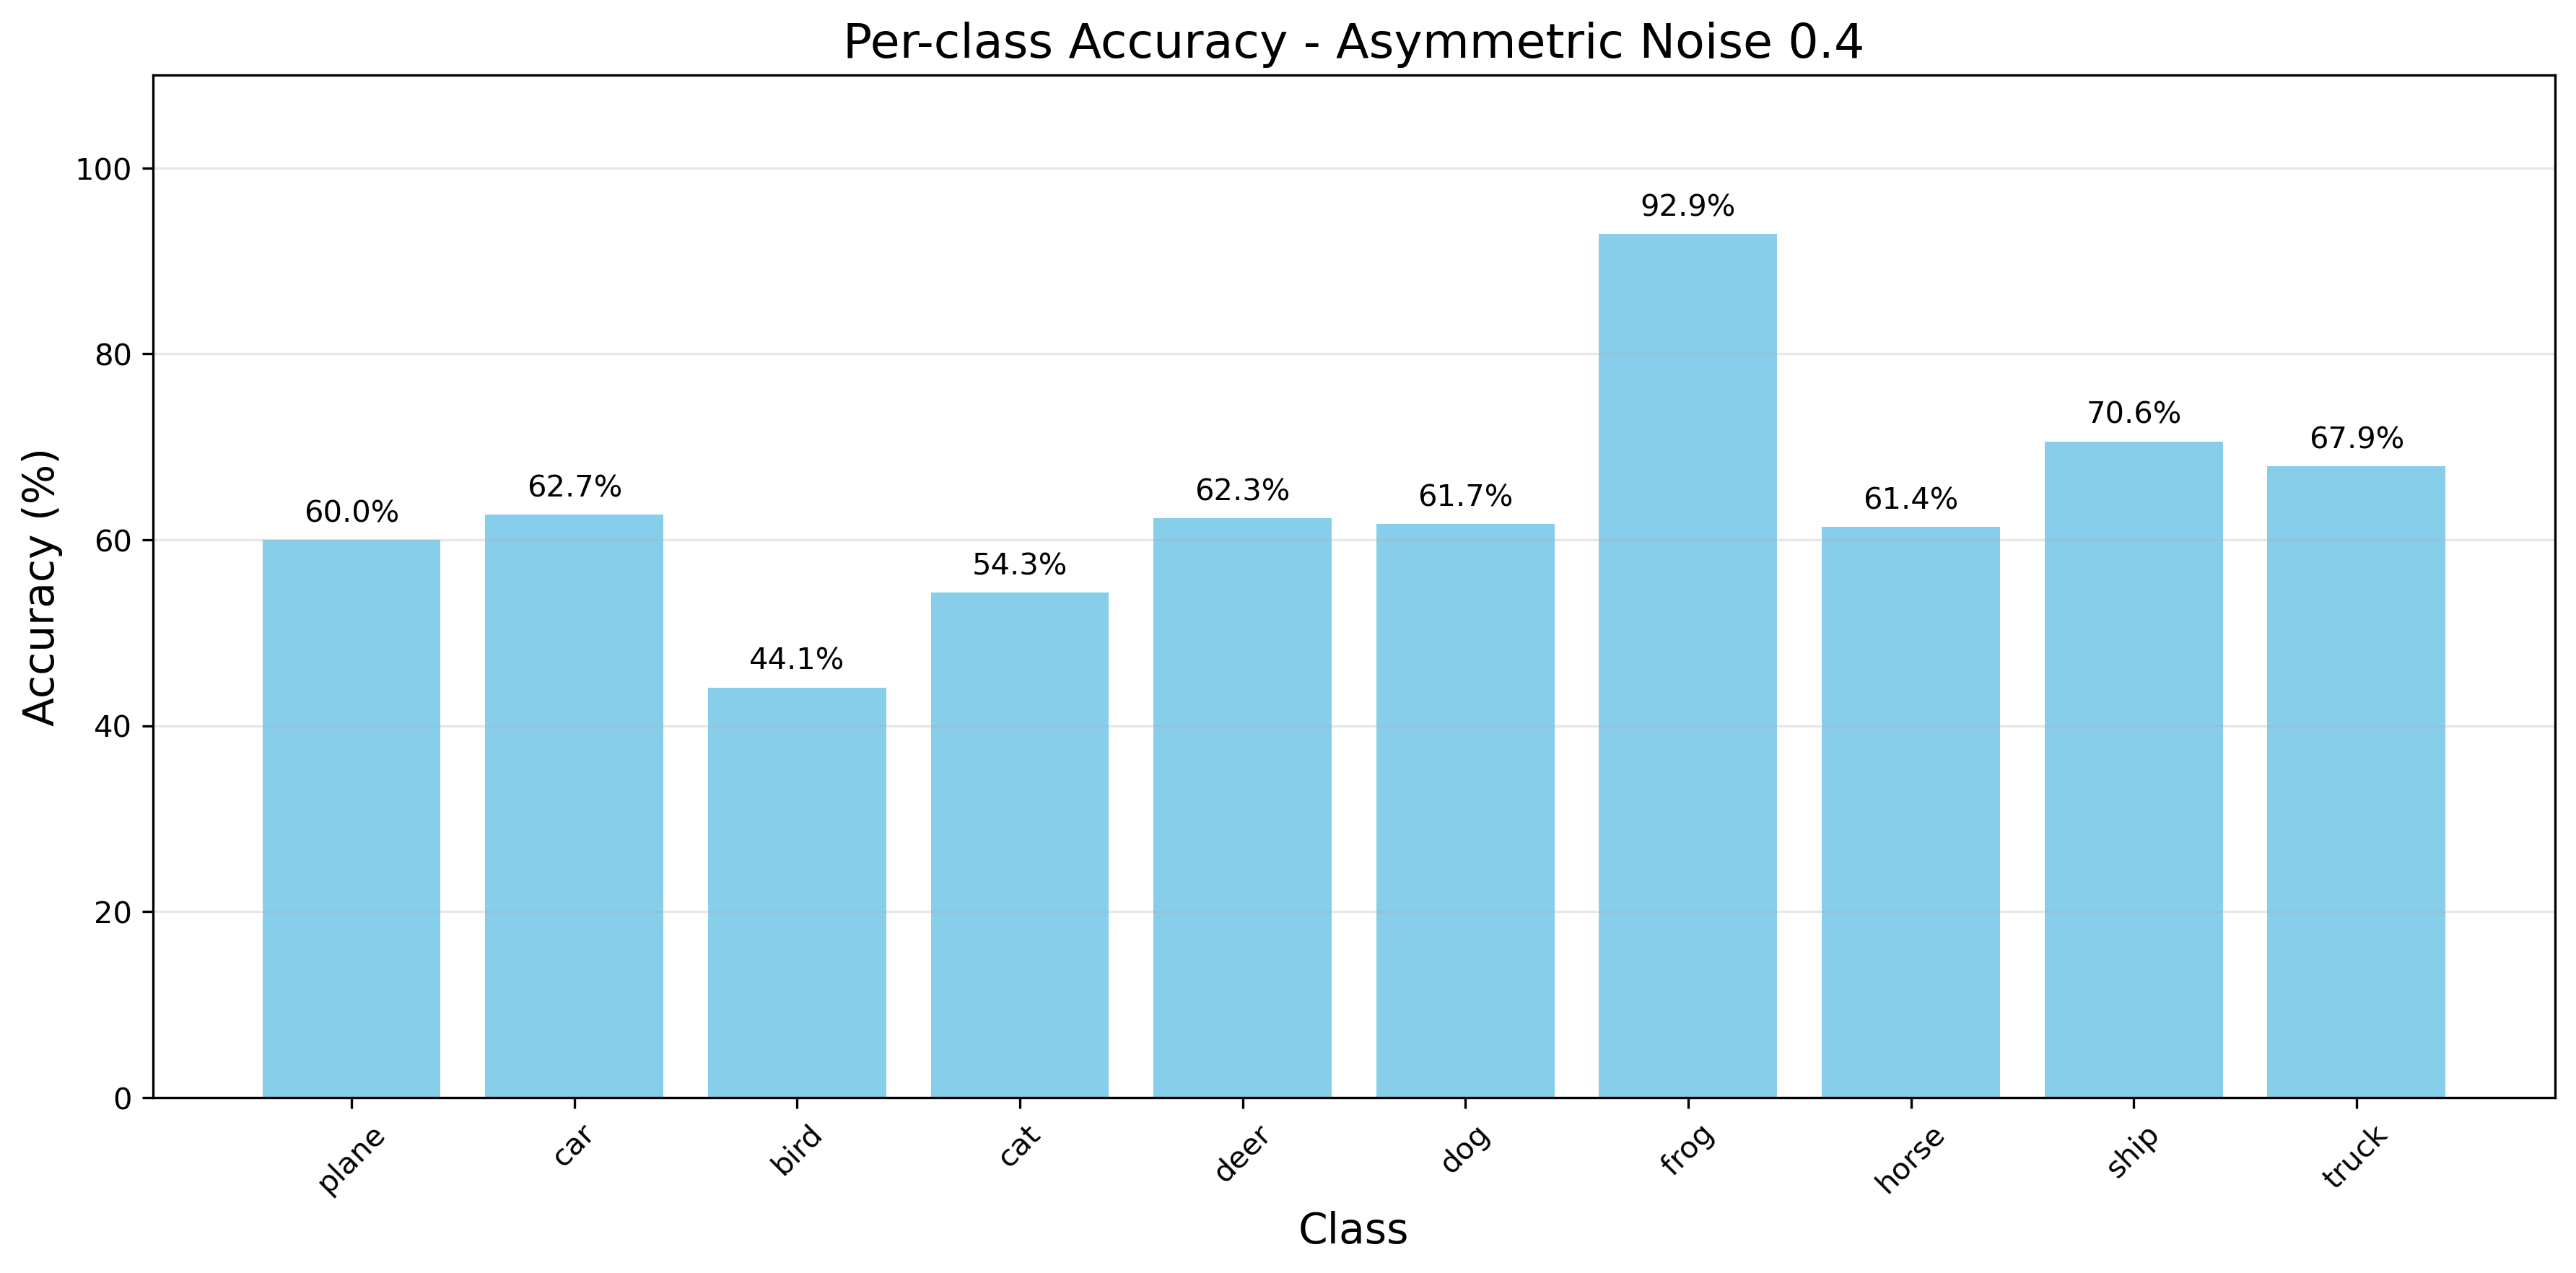 Per-class Accuracy - Asymmetric Noise 0.4
Accuracy (%)
100
80
60
40
20
0
60.0%
62.7%
44.1%
54.3%
62.3%
61.7%
92.9%
61.4%
70.6%
67.9%
plane
car
bird
cat
deer
dog
frog
horse
ship
truck
Class